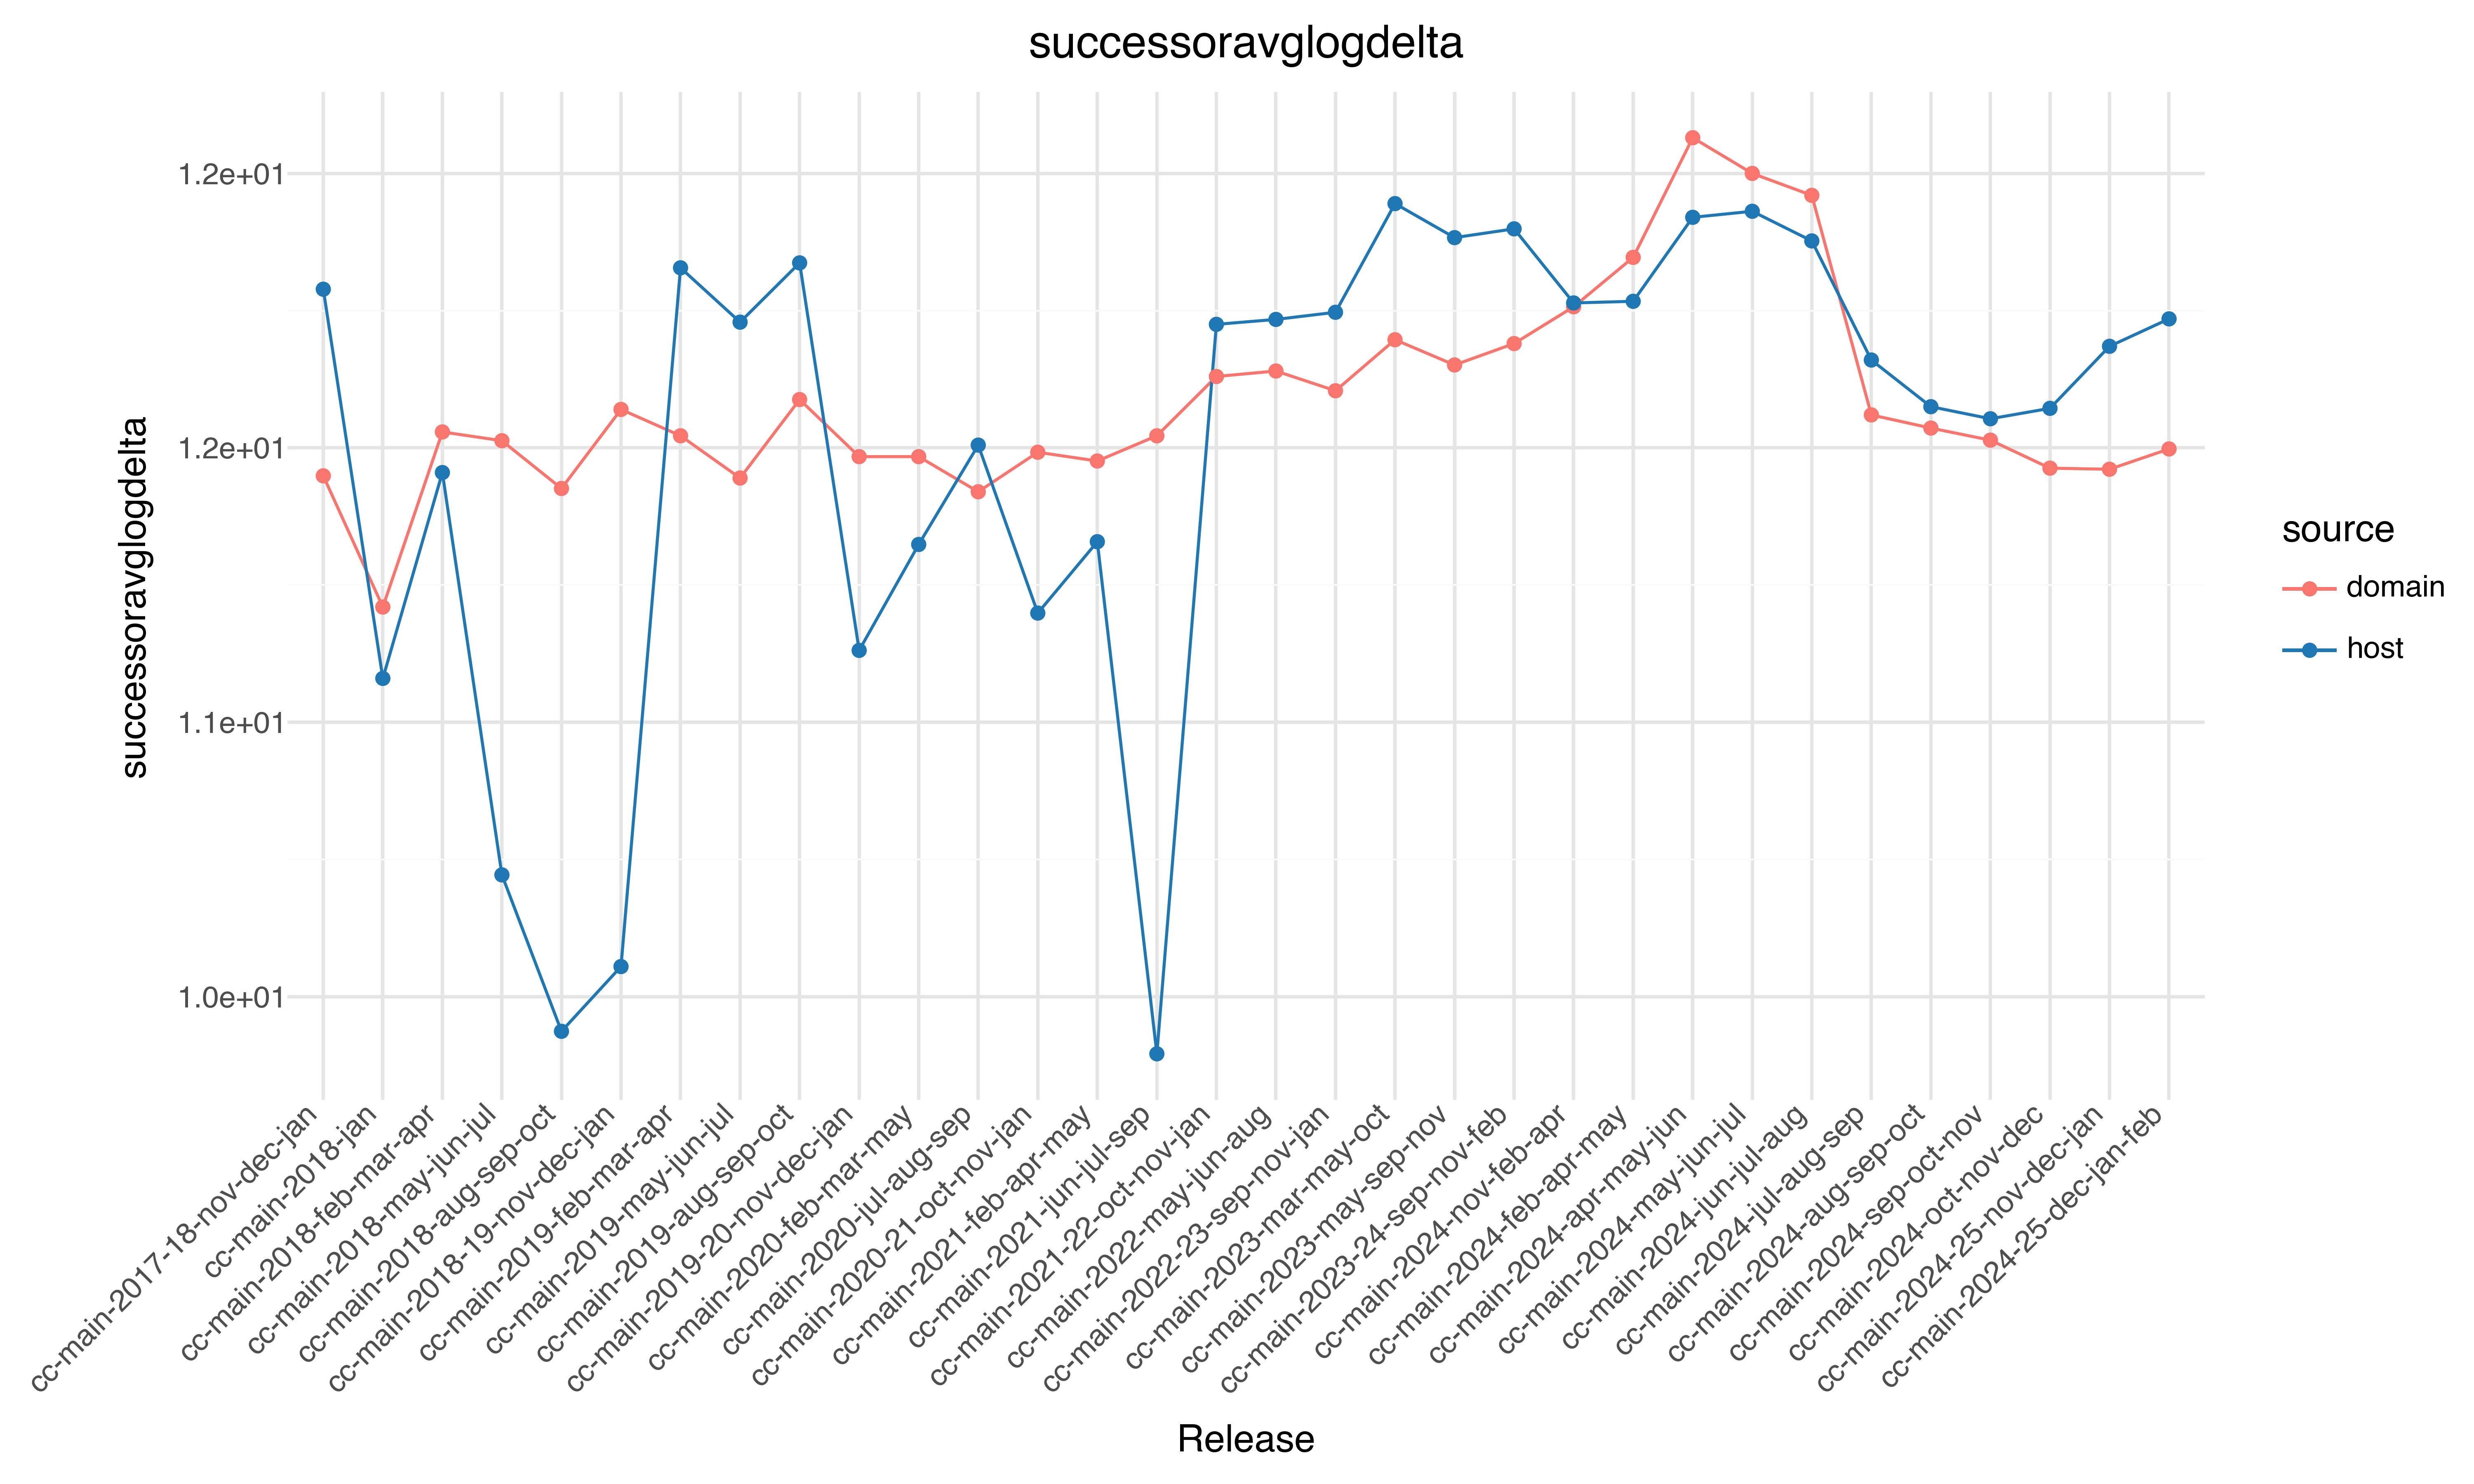 successoravglogdelta
successoravglogdelta
1.2e+01
1.2e+01
1.1e+01
1.0e+01
cc-main-2017-18-nov-dec-jan
cc-main-2018-jan
cc-main-2018-feb-mar-apr
cc-main-2018-may-jun-jul
cc-main-2018-aug-sep-oct
cc-main-2018-19-nov-dec-jan
cc-main-2019-feb-mar-apr
cc-main-2019-may-jun-jul
cc-main-2019-aug-sep-oct
cc-main-2019-20-nov-dec-jan
cc-main-2020-feb-mar-may
cc-main-2020-jul-aug-sep
cc-main-2020-21-oct-nov-jan
cc-main-2021-feb-apr-may
cc-main-2021-jun-jul-sep
cc-main-2021-22-oct-nov-jan
cc-main-2022-may-jun-aug
cc-main-2022-23-sep-nov-jan
cc-main-2023-mar-may-oct
cc-main-2023-may-sep-nov
cc-main-2023-24-sep-nov-feb
cc-main-2024-nov-feb-apr
cc-main-2024-feb-apr-may
cc-main-2024-apr-may-jun
cc-main-2024-may-jun-jul
cc-main-2024-jun-jul-aug
cc-main-2024-jul-aug-sep
cc-main-2024-aug-sep-oct
cc-main-2024-sep-oct-nov
cc-main-2024-oct-nov-dec
cc-main-2024-25-nov-dec-jan
cc-main-2024-25-dec-jan-feb
Release
source
domain
host